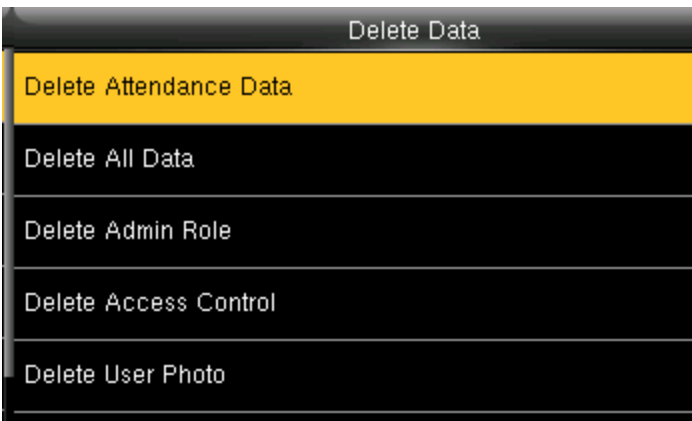 Delete Data
Delete Attendance Data
Delete All Data
Delete Admin Role
Delete Access Control
Delete User Photo